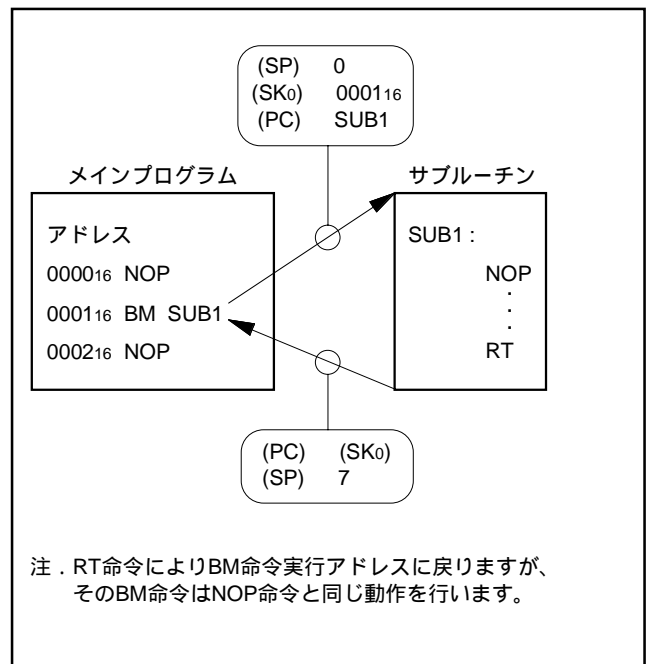 (SP) 0
(SK0) 000116
(PC) SUB1
メインプログラム
サブルーチン
アドレス
000016 NOP
000116 BM SUB1
000216 NOP
SUB1 :
NOP
・
・
・
RT
(PC) (SK0)
(SP) 7
注．RT命令によりBM命令実行アドレスに戻りますが、
そのBM命令はNOP命令と同じ動作を行います。